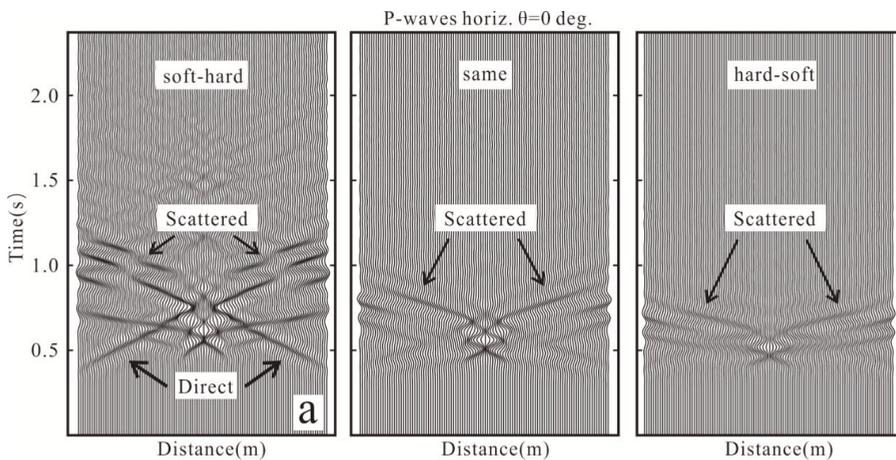 P-waves horiz. θ=0 deg.
soft-hard
same
hard-soft
2.0
1.5
1.0
0.5
Time(s)
Scattered
Scattered
Scattered
Direct
a
Distance(m)
Distance(m)
Distance(m)